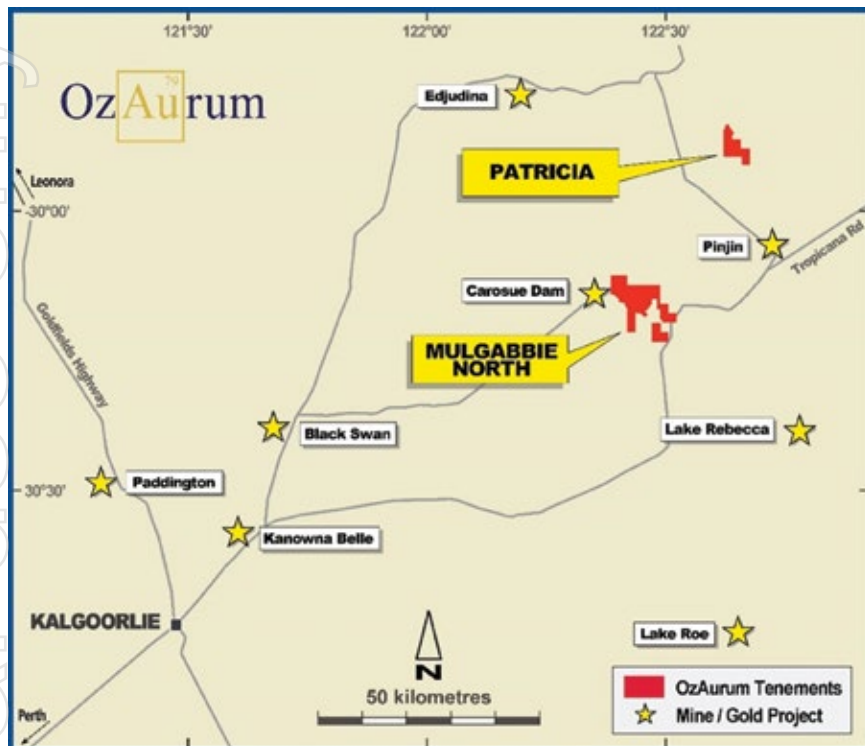 121°30' 122°00' 122°30'
OzAurum
Edjudina
PATRICIA
Leonora
-30°00'
Pinjin
Tropicana Rd
Carosue Dam
Goldfields Highway
MULGABBIE
NORTH
Black Swan
Lake Rebecca
Paddington
30°30'
Kanowna Belle
KALGOORLIE
Lake Roe
N
50 kilometres
OzAurum Tenements
Mine / Gold Project
Perth